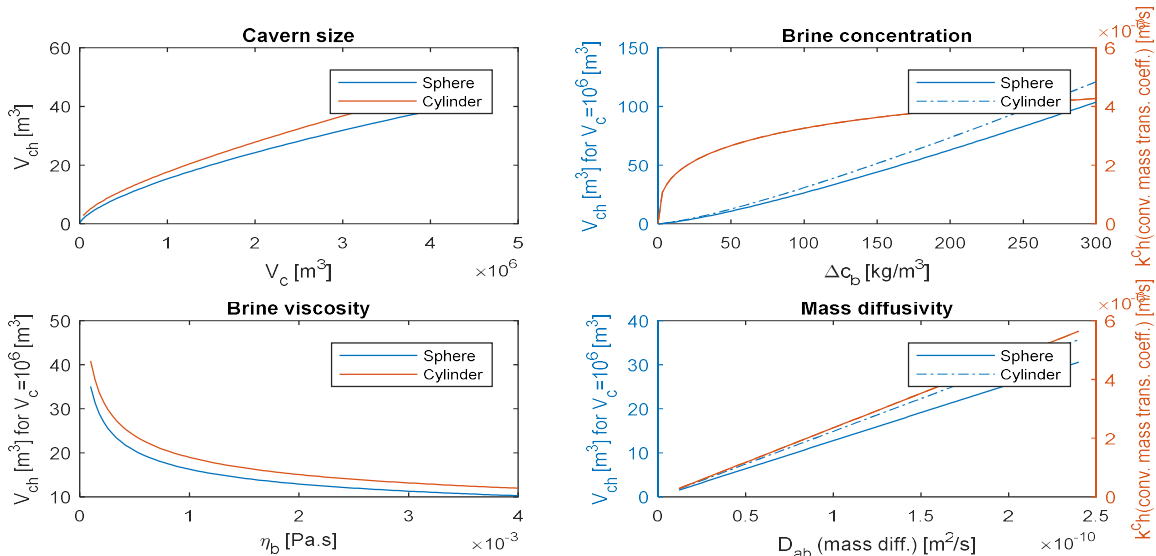 Cavern size
60
40
20
0
V_ch [m^3]
Sphere
Cylinder
0 1 2 3 4 5
×10^6
V_c [m^3]
Brine concentration
150
100
50
0
V_ch [m^3] for V_c=10^6 [m^3]
Sphere
Cylinder
6
4
2
0
k^ch(conv. mass trans. coeff.) [m/s]
0 50 100 150 200 250 300
Δc_b [kg/m^3]
Brine viscosity
50
40
30
20
10
V_ch [m^3] for V_c=10^6 [m^3]
Sphere
Cylinder
0 1 2 3 4
×10^-3
η_b [Pa.s]
Mass diffusivity
40
30
20
10
0
V_ch [m^3] for V_c=10^6 [m^3]
Sphere
Cylinder
6
4
2
0
k^ch(conv. mass trans. coeff.) [m/s]
0 0.5 1 1.5 2 2.5
×10^-10
D_ab (mass diff.) [m^2/s]